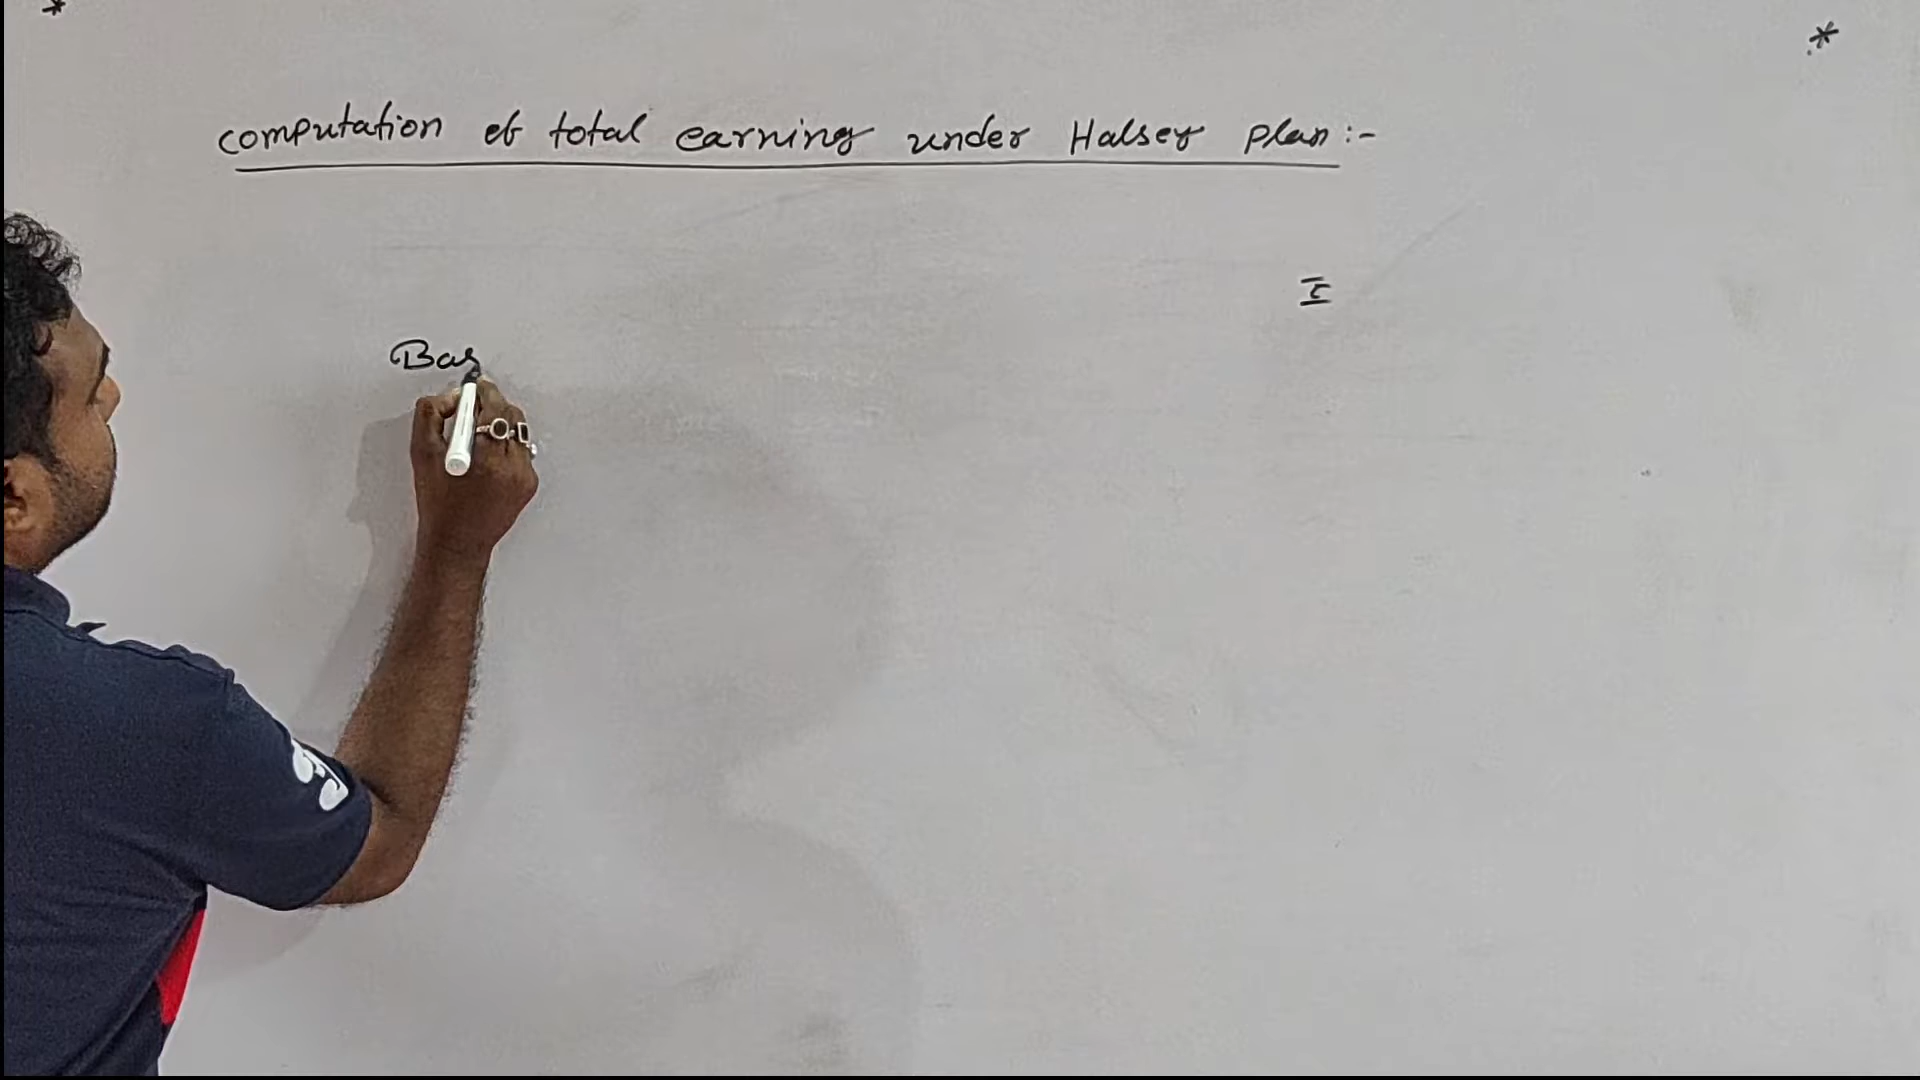 *
*
computation of total earning under Halsey plan:-
I
Bas